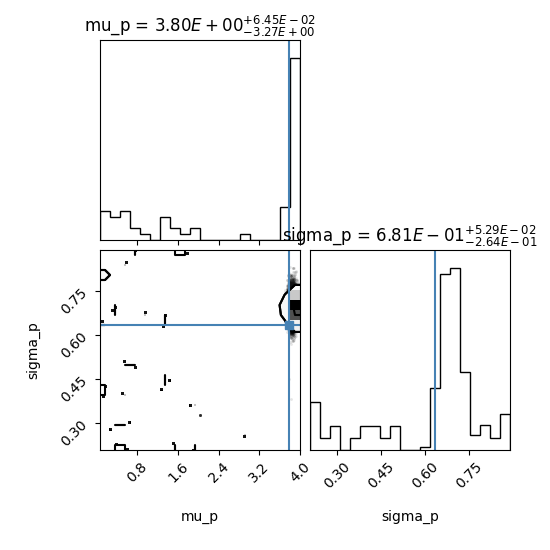 mu_p = 3.80E + 00+6.45E − 02 −3.27E + 00
sigma_p = 6.81E − 01+5.29E − 02 −2.64E − 01
sigma_p
0.75
0.60
0.45
0.30
0.8 1.6 2.4 3.2 4.0
0.30 0.45 0.60 0.75
mu_p
sigma_p